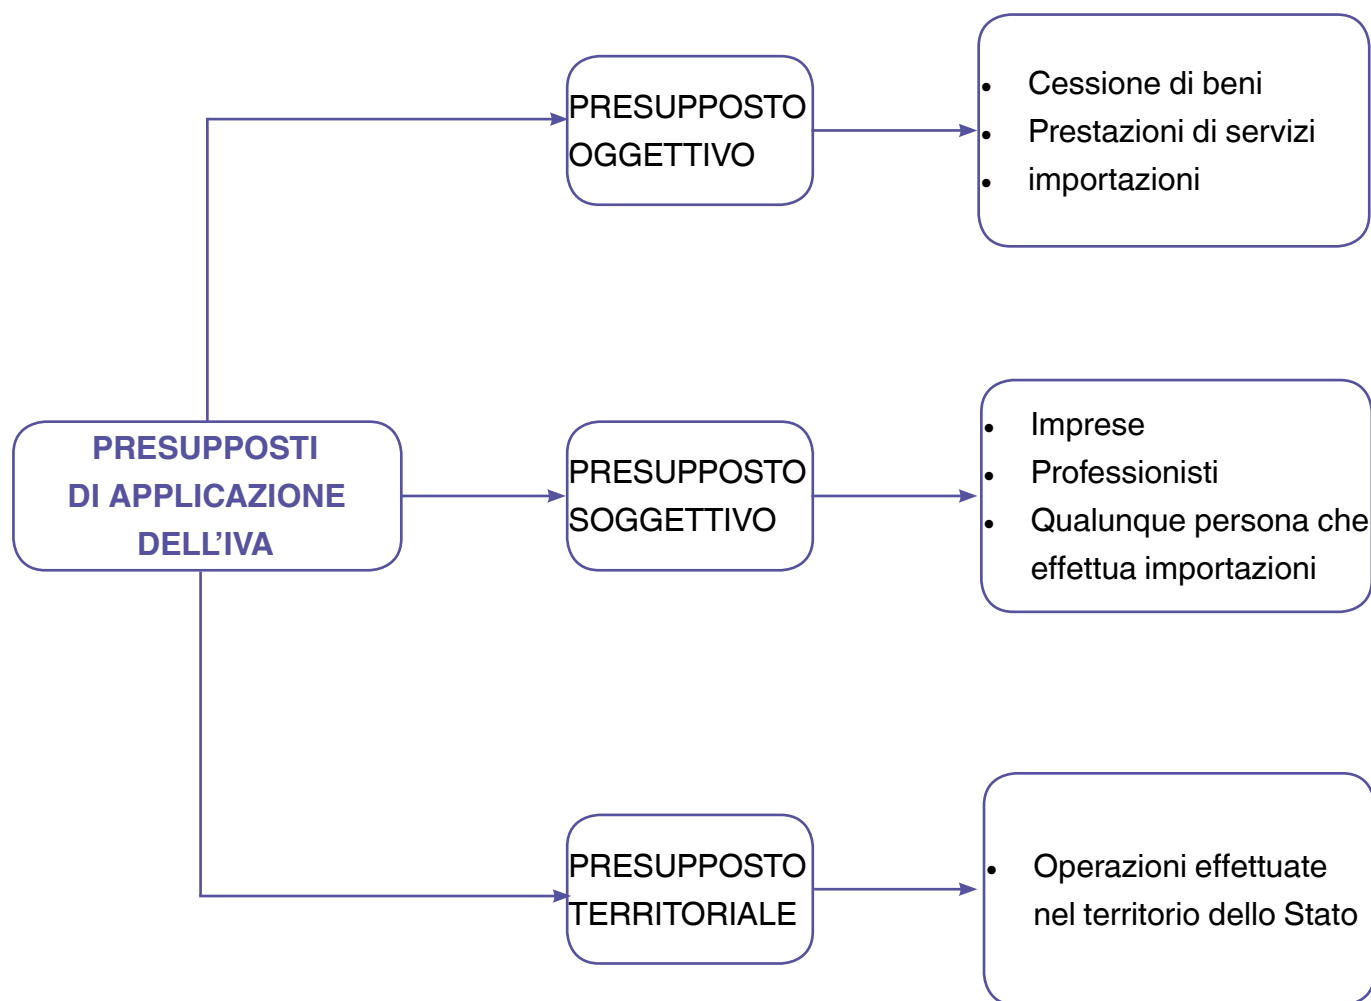 PRESUPPOSTO
OGGETTIVO
• Cessione di beni
• Prestazioni di servizi
• importazioni
PRESUPPOSTI
DI APPLICAZIONE
DELL’IVA
PRESUPPOSTO
SOGGETTIVO
• Imprese
• Professionisti
• Qualunque persona che
effettua importazioni
PRESUPPOSTO
TERRITORIALE
• Operazioni effettuate
nel territorio dello Stato